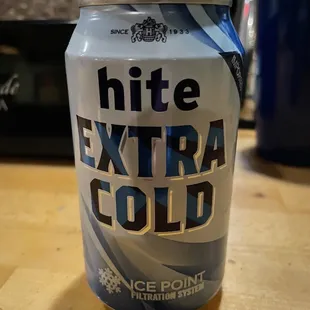 SINCE 1933
hite
EXTRA
COLD
ICE POINT
FILTRATION SYSTEM